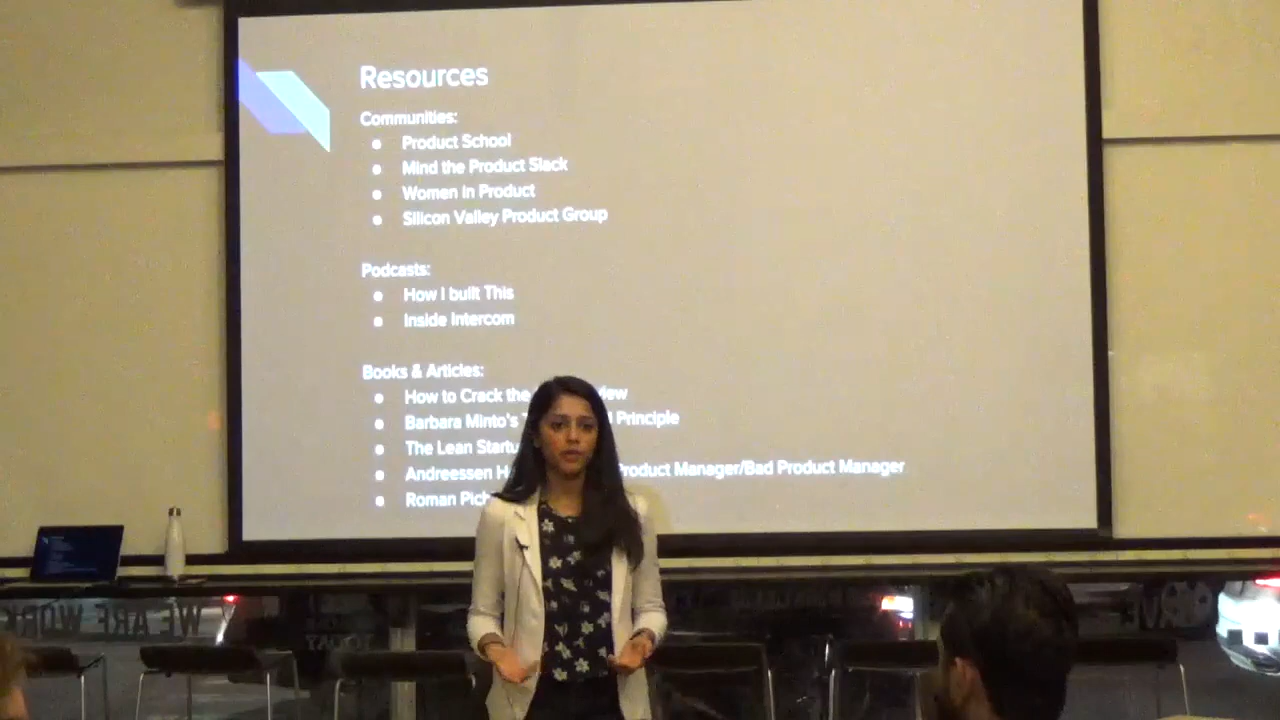 Resources
Communities:
Product School
Mind the Product Slack
Women in Product
Silicon Valley Product Group
Podcasts:
How I built This
Inside Intercom
Books & Articles:
How to Crack the
Barbara Minto's Principle
The Lean
Andreessen Product Manager/Bad Product Manager
Roman
WE ARE